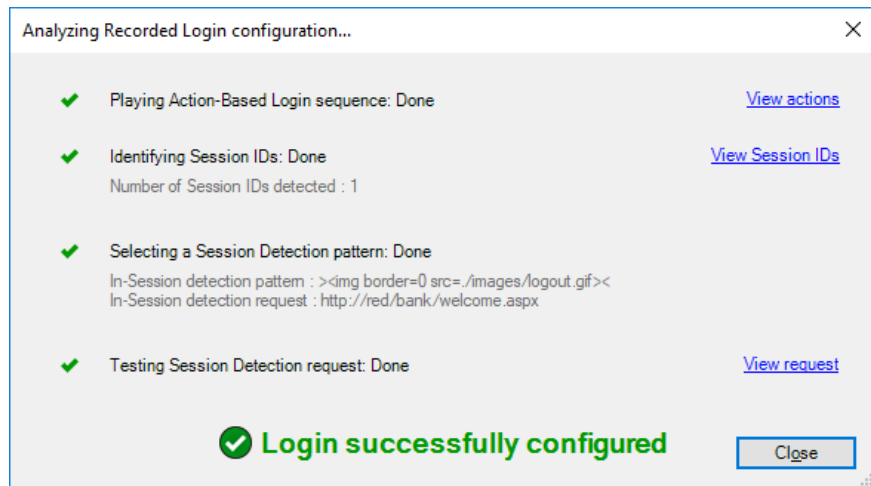 Analyzing Recorded Login configuration...
Playing Action-Based Login sequence: Done
View actions
Identifying Session IDs: Done
View Session IDs
Number of Session IDs detected : 1
Selecting a Session Detection pattern: Done
In-Session detection pattern : ><img border=0 src=./images/logout.gif><
In-Session detection request : http://red/bank/welcome.aspx
Testing Session Detection request: Done
View request
Login successfully configured
Close